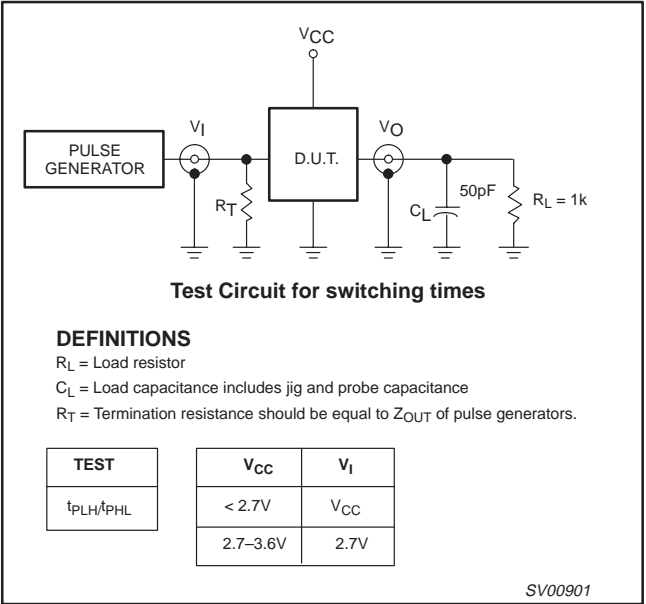 VCC
VI
VO
PULSE GENERATOR
D.U.T.
RT
50pF
CL
RL = 1k
Test Circuit for switching times
DEFINITIONS
RL = Load resistor
CL = Load capacitance includes jig and probe capacitance
RT = Termination resistance should be equal to ZOUT of pulse generators.
TEST
tPLH/tPHL
VCC VI
< 2.7V VCC
2.7–3.6V 2.7V
SV00901